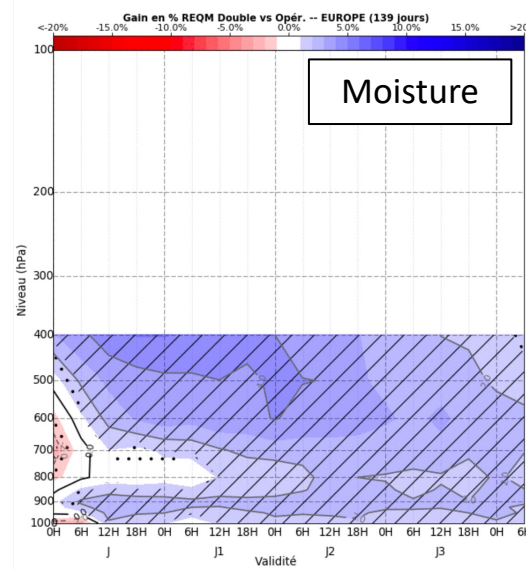 Gain en % REQM Double vs Opér. -- EUROPE (139 jours)
<-20% -15.0% -10.0% -5.0% 0.0% 5.0% 10.0% 15.0% >20
Moisture
Niveau (hPa)
100
200
300
400
500
600
700
800
900
1000
0H 6H 12H 18H 0H 6H 12H 18H 0H 6H 12H 18H 0H 6H 12H 18H 0H 6H
J J1 J2 J3
Validité